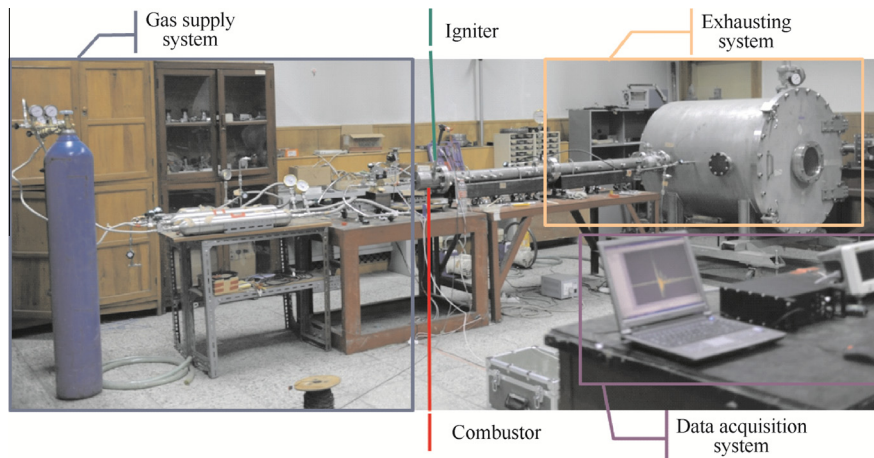 Gas supply
system
Igniter
Exhausting
system
Combustor
Data acquisition
system